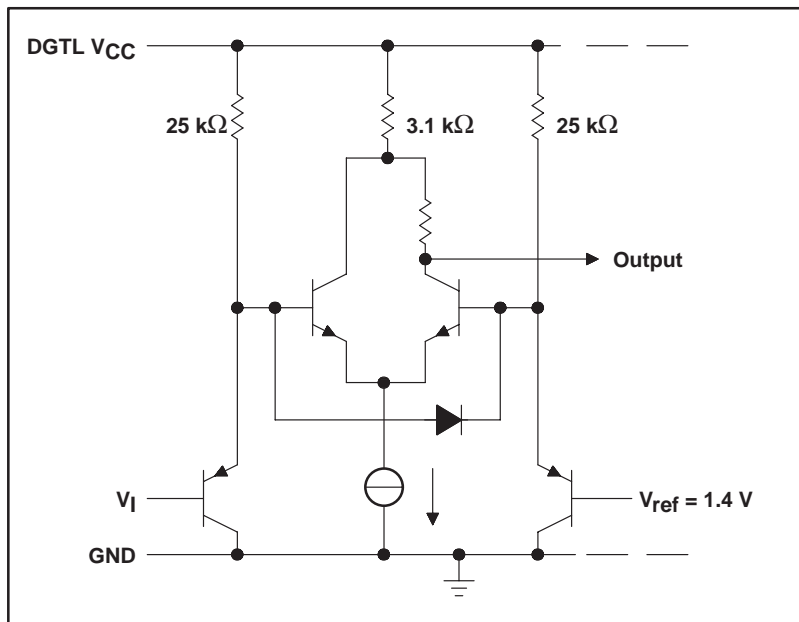 DGTL VCC
25 kΩ
3.1 kΩ
25 kΩ
Output
VI
Vref = 1.4 V
GND